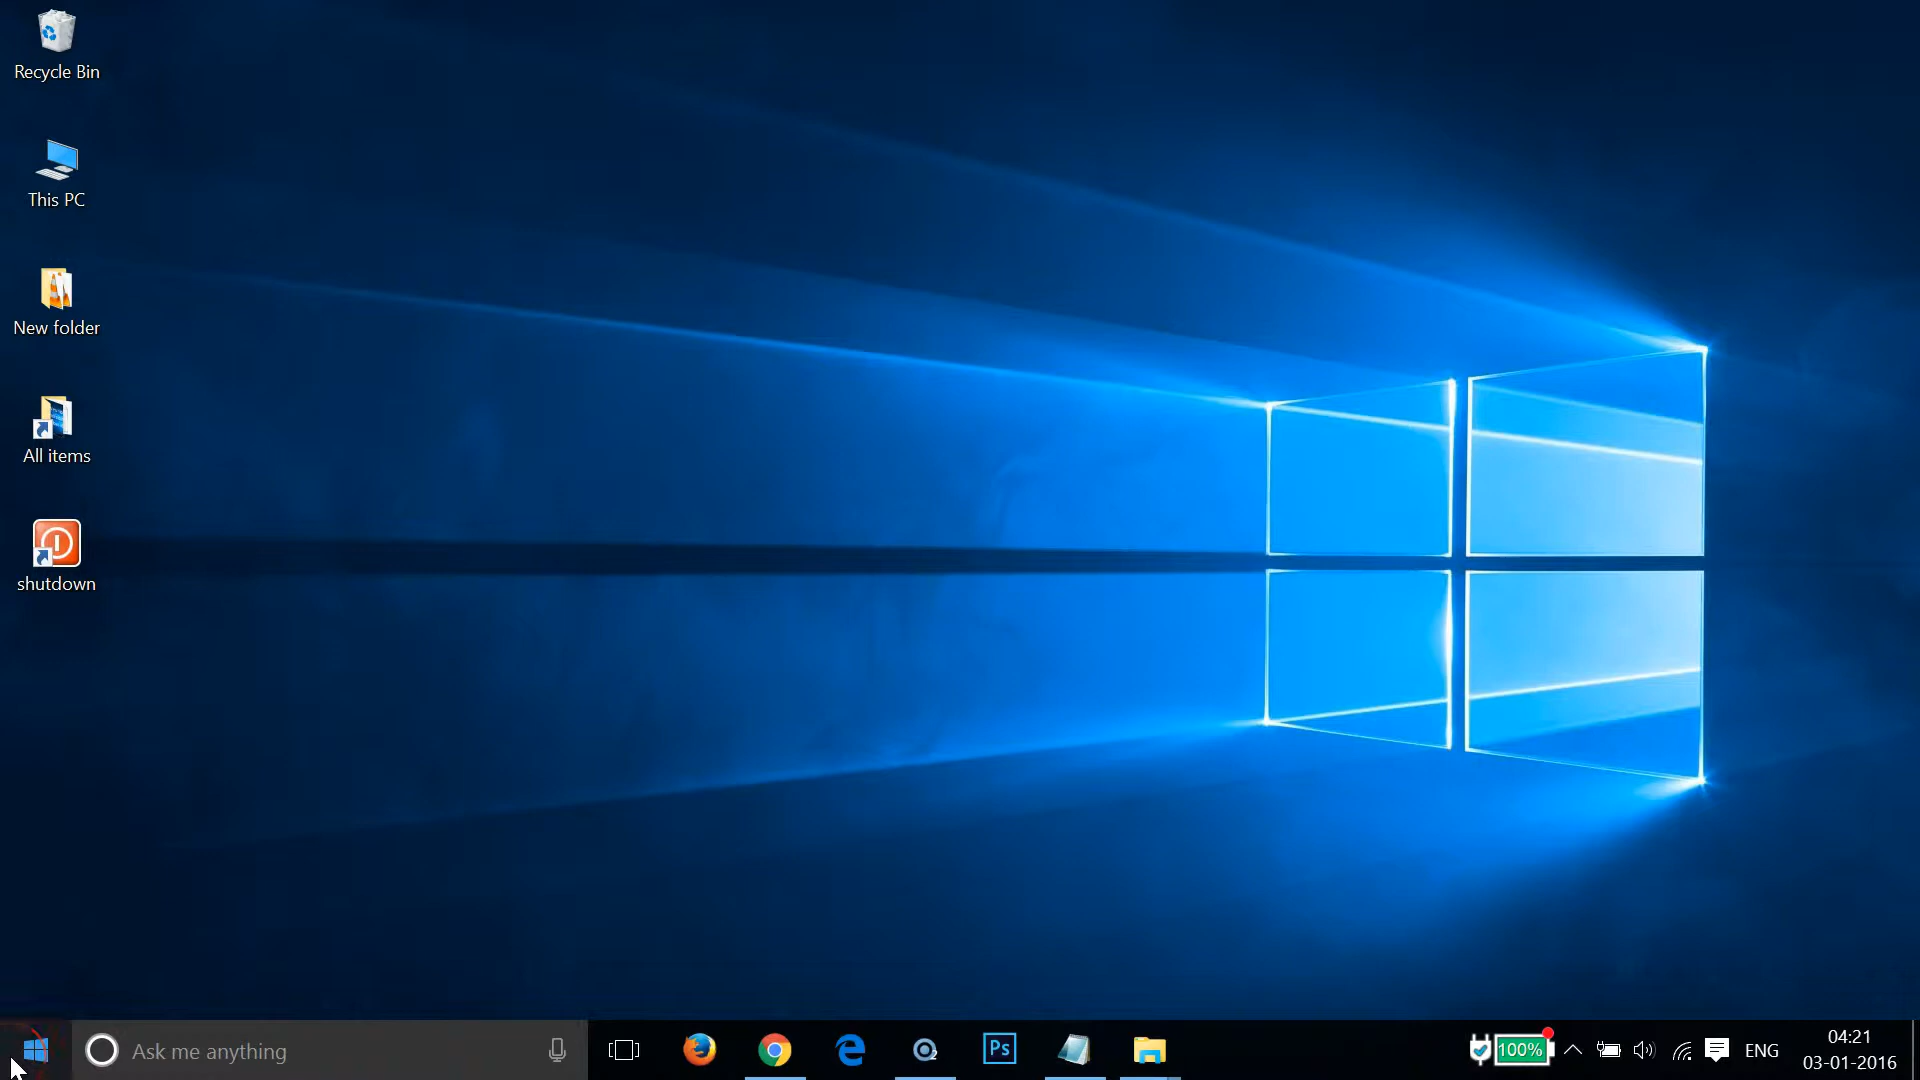 Recycle Bin
This PC
New folder
All items
shutdown
Ask me anything
Ps
100%
ENG
04:21
03-01-2016